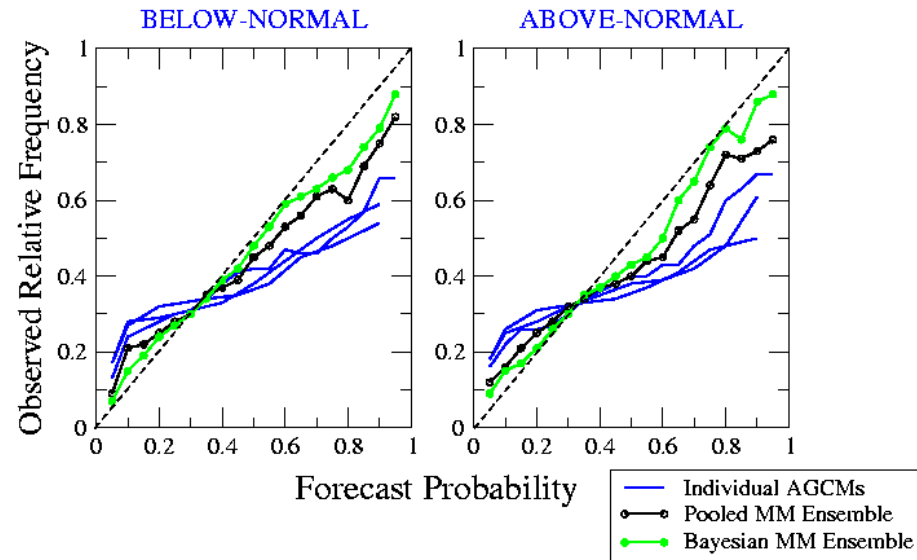 BELOW-NORMAL
ABOVE-NORMAL
Observed Relative Frequency
1
0.8
0.6
0.4
0.2
0
0 0.2 0.4 0.6 0.8 1
1
0.8
0.6
0.4
0.2
0
0 0.2 0.4 0.6 0.8 1
Forecast Probability
Individual AGCMs
Pooled MM Ensemble
Bayesian MM Ensemble